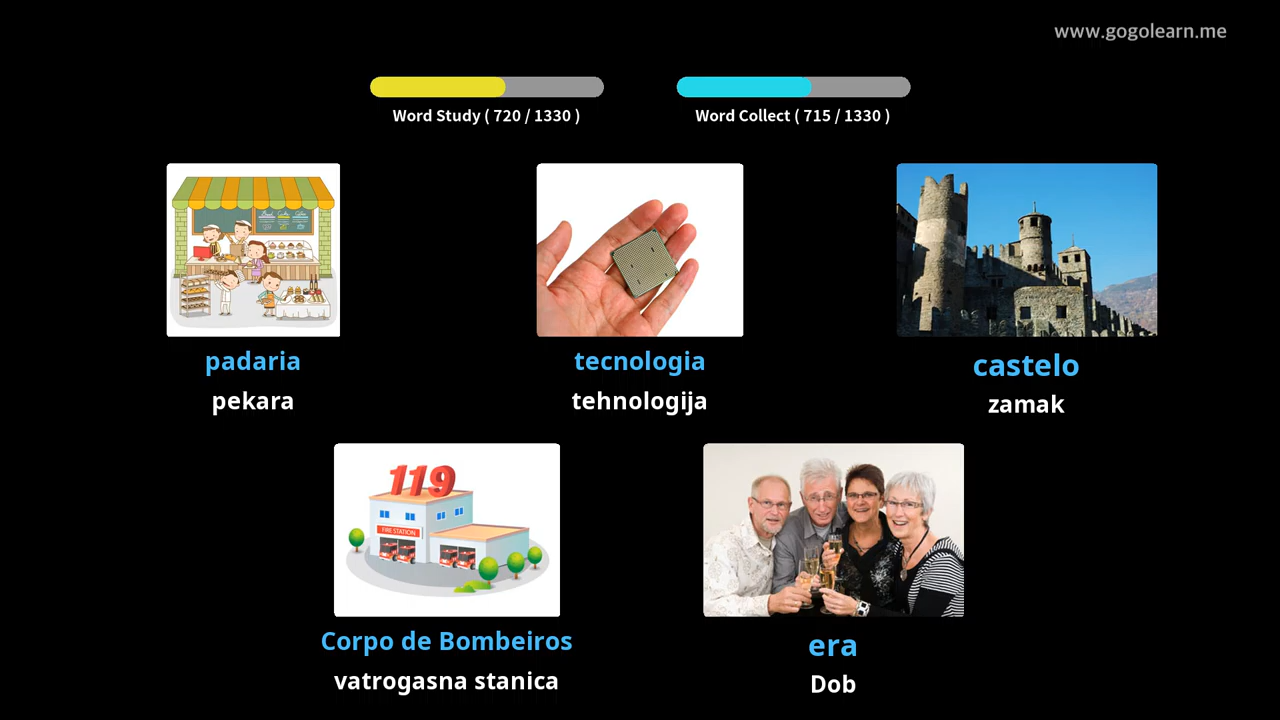 www.gogolearn.me
Word Study ( 720 / 1330 )
Word Collect ( 715 / 1330 )
padaria
pekara
tecnologia
tehnologija
castelo
zamak
119
FIRE STATION
Corpo de Bombeiros
vatrogasna stanica
era
Dob